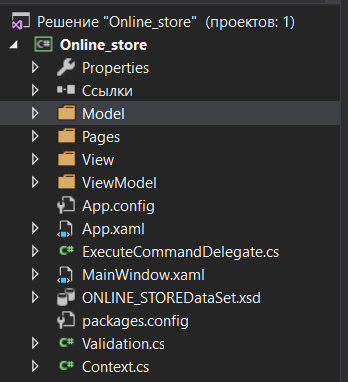 Решение "Online_store" (проектов: 1)
C# Online_store
Properties
Ссылки
Model
Pages
View
ViewModel
App.config
App.xaml
C# ExecuteCommandDelegate.cs
MainWindow.xaml
ONLINE_STOREDataSet.xsd
packages.config
C# Validation.cs
C# Context.cs